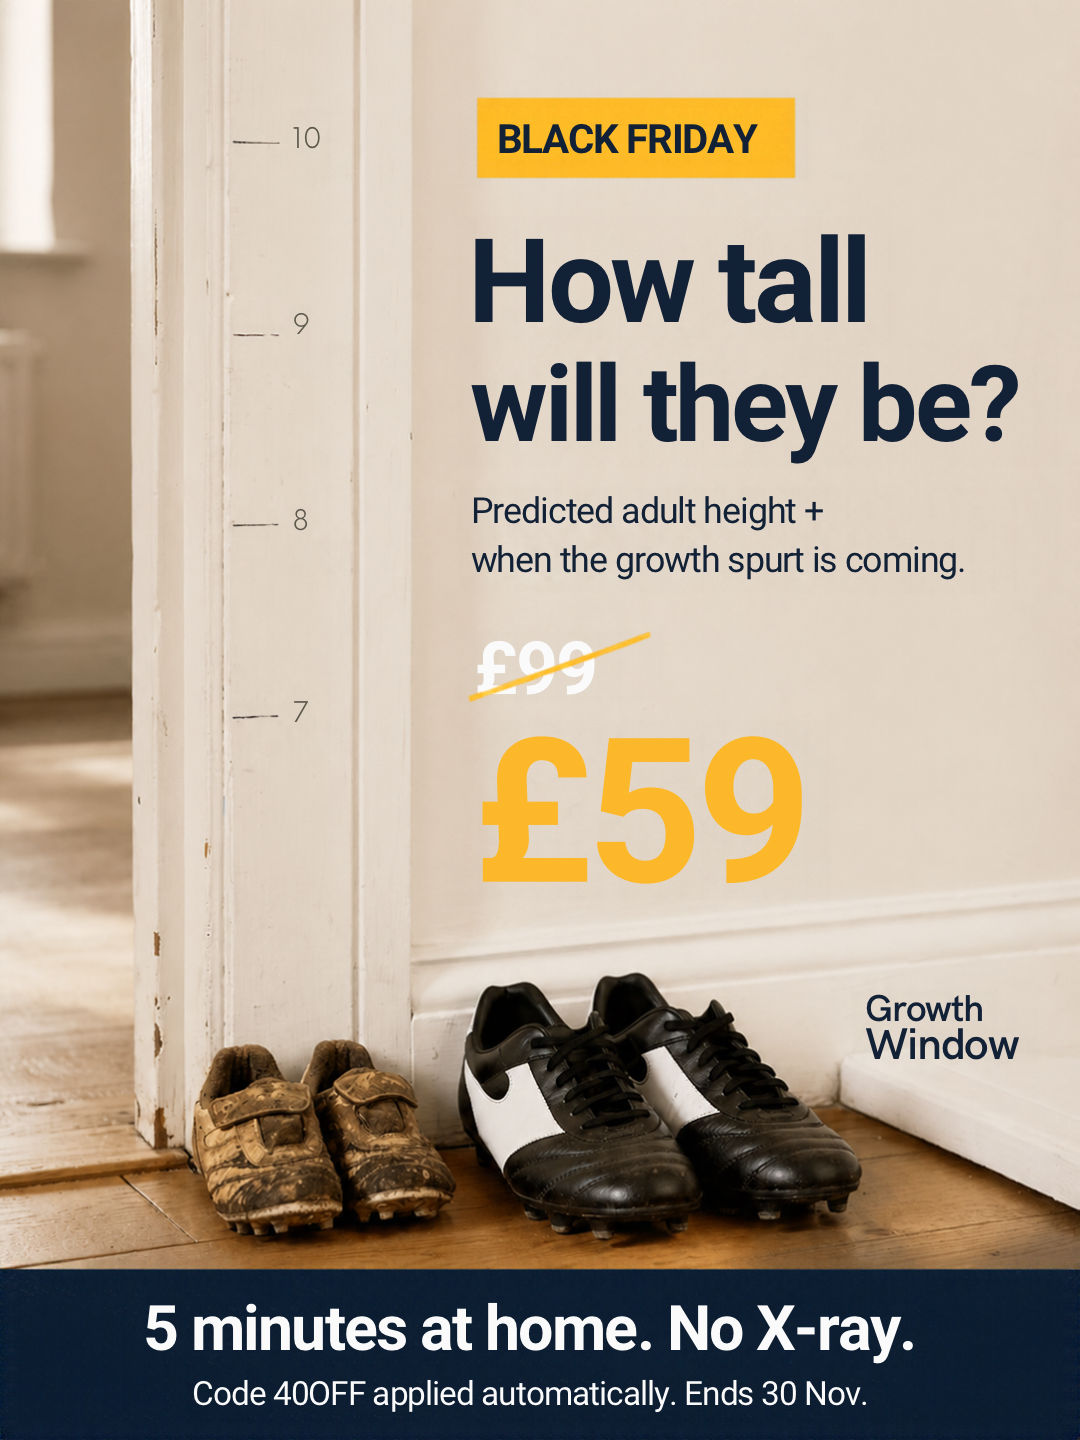 10
9
8
7
BLACK FRIDAY
How tall
will they be?
Predicted adult height +
when the growth spurt is coming.
£99
£59
Growth
Window
5 minutes at home. No X-ray.
Code 40OFF applied automatically. Ends 30 Nov.